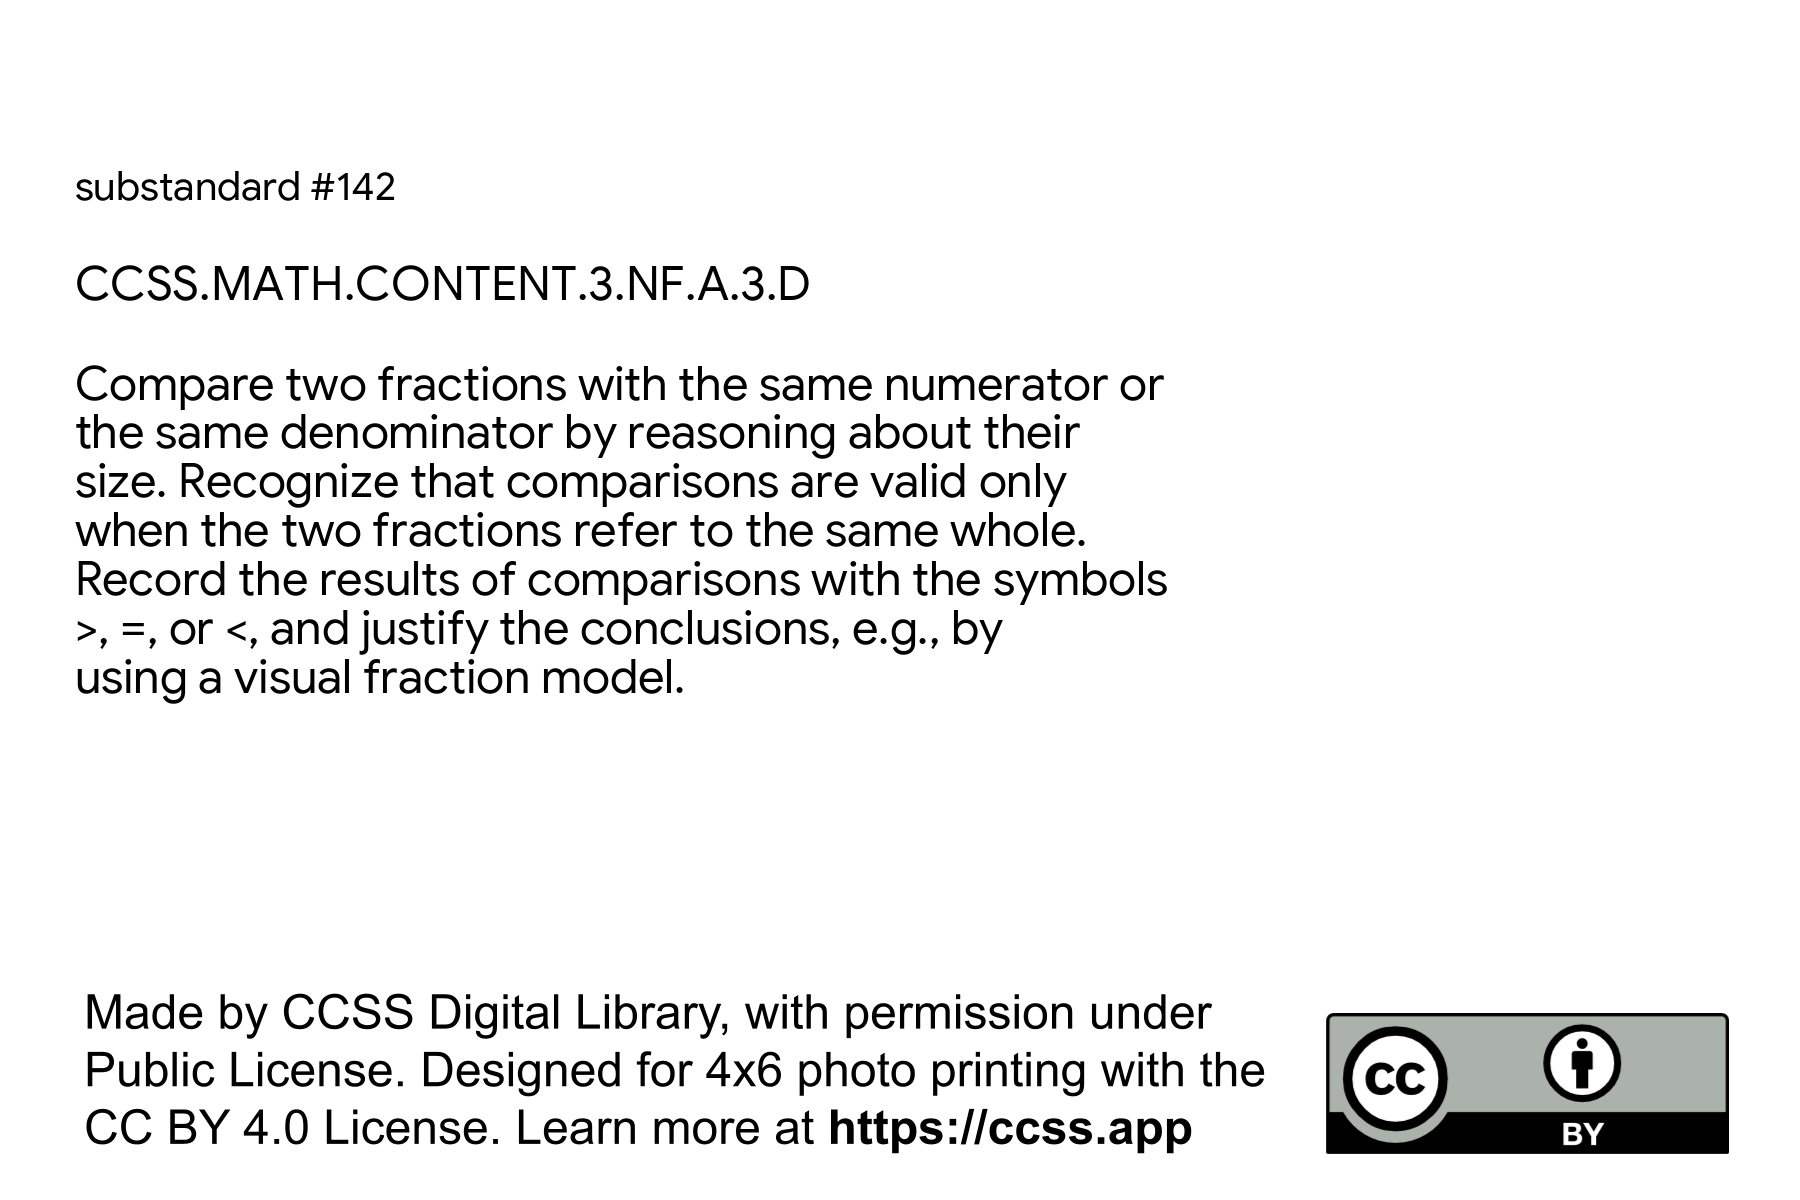 substandard #142
CCSS.MATH.CONTENT.3.NF.A.3.D
Compare two fractions with the same numerator or
the same denominator by reasoning about their
size. Recognize that comparisons are valid only
when the two fractions refer to the same whole.
Record the results of comparisons with the symbols
>, =, or <, and justify the conclusions, e.g., by
using a visual fraction model.
Made by CCSS Digital Library, with permission under
Public License. Designed for 4x6 photo printing with the
CC BY 4.0 License. Learn more at https://ccss.app
CC
BY